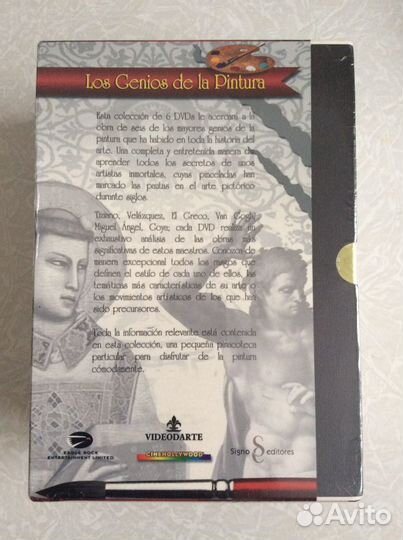 Los Genios de la Pintura
Esta colección de 6 DVDs le acercará a la
obra de seis de los mayores genios de la
pintura que ha habido en toda la historia del
arte. Una completa y entretenida manera de
aprender todos los secretos de unos
artistas inmortales, cuyas pinceladas han
marcado las pautas en el arte pictórico
durante siglos.
Tiziano, Velázquez, El Greco, Van Gogh,
Miguel Ángel, Goya; cada DVD realiza un
exhaustivo análisis de las obras más
significativas de estos maestros. Conozca de
manera excepcional todos los rasgos que
definen el estilo de cada uno de ellos, las
temáticas más características de su arte o
los movimientos artísticos de los que han
sido precursores.
Toda la información relevante está contenida
en esta colección, una pequeña pinacoteca
particular para disfrutar de la pintura
cómodamente.
EAGLE ROCK
ENTERTAINMENT LIMITED
VIDEODARTE
CINEHOLLYWOOD
Signo editores
Avito